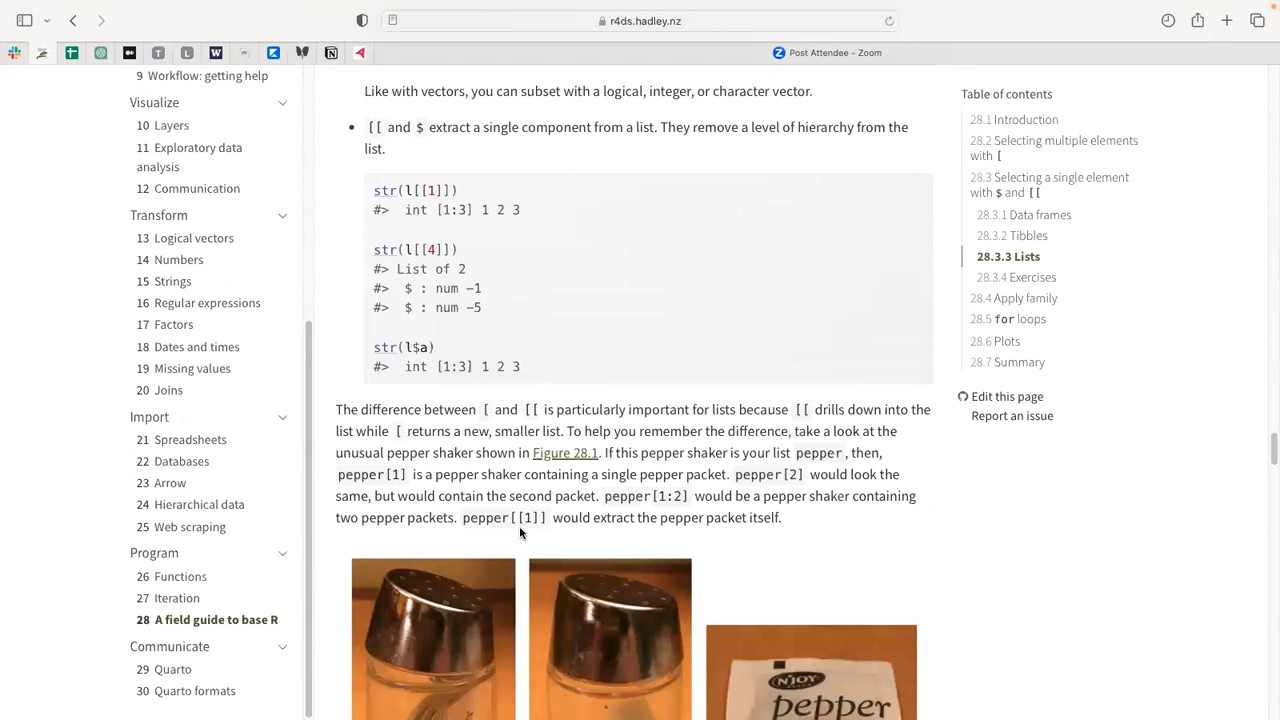 r4ds.hadley.nz
Post Attendee - Zoom
9 Workflow: getting help
Visualize
10 Layers
11 Exploratory data
analysis
12 Communication
Transform
13 Logical vectors
14 Numbers
15 Strings
16 Regular expressions
17 Factors
18 Dates and times
19 Missing values
20 Joins
Import
21 Spreadsheets
22 Databases
23 Arrow
24 Hierarchical data
25 Web scraping
Program
26 Functions
27 Iteration
28 A field guide to base R
Communicate
29 Quarto
30 Quarto formats
Like with vectors, you can subset with a logical, integer, or character vector.
• [[ and $ extract a single component from a list. They remove a level of hierarchy from the
list.
str(l[[1]])
#>  int [1:3] 1 2 3
str(l[[4]])
#> List of 2
#>  $ : num -1
#>  $ : num -5
str(l$a)
#>  int [1:3] 1 2 3
The difference between [ and [[ is particularly important for lists because [[ drills down into the
list while [ returns a new, smaller list. To help you remember the difference, take a look at the
unusual pepper shaker shown in Figure 28.1. If this pepper shaker is your list pepper, then,
pepper[1] is a pepper shaker containing a single pepper packet. pepper[2] would look the
same, but would contain the second packet. pepper[1:2] would be a pepper shaker containing
two pepper packets. pepper[[1]] would extract the pepper packet itself.
N'JOY
pepper
Table of contents
28.1 Introduction
28.2 Selecting multiple elements
with [
28.3 Selecting a single element
with $ and [[
28.3.1 Data frames
28.3.2 Tibbles
28.3.3 Lists
28.3.4 Exercises
28.4 Apply family
28.5 for loops
28.6 Plots
28.7 Summary
Edit this page
Report an issue